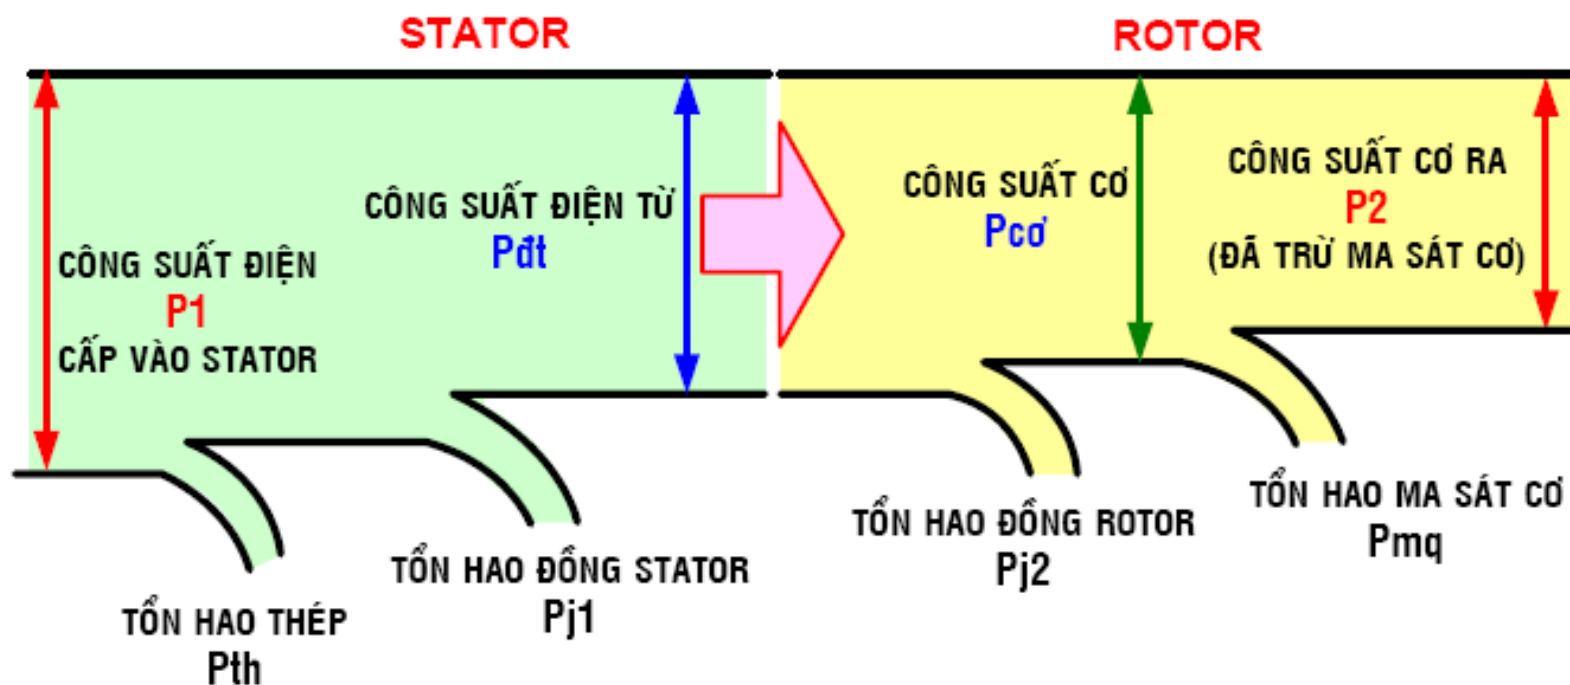 STATOR
ROTOR
CÔNG SUẤT ĐIỆN
P1
CẤP VÀO STATOR
CÔNG SUẤT ĐIỆN TỪ
Pđt
CÔNG SUẤT CƠ
Pcơ
CÔNG SUẤT CƠ RA
P2
(ĐÃ TRỪ MA SÁT CƠ)
TỔN HAO THÉP
Pth
TỔN HAO ĐỒNG STATOR
Pj1
TỔN HAO ĐỒNG ROTOR
Pj2
TỔN HAO MA SÁT CƠ
Pmq